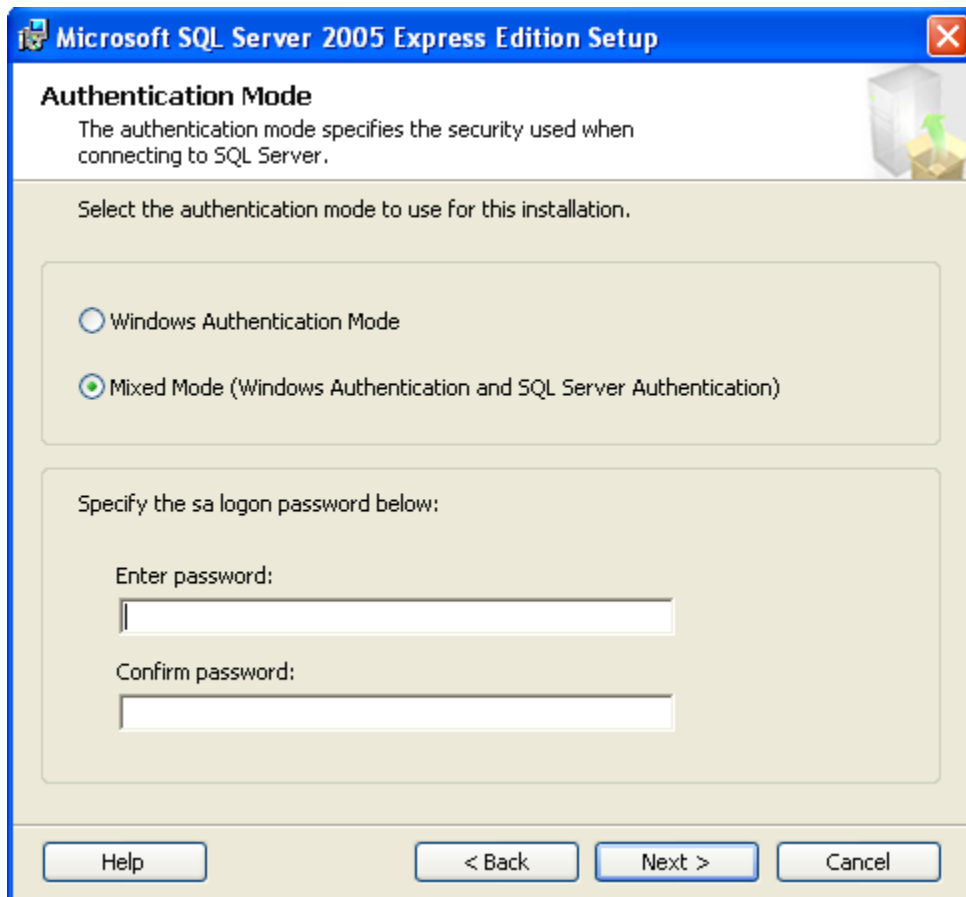 Microsoft SQL Server 2005 Express Edition Setup
Authentication Mode
The authentication mode specifies the security used when
connecting to SQL Server.
Select the authentication mode to use for this installation.
Windows Authentication Mode
Mixed Mode (Windows Authentication and SQL Server Authentication)
Specify the sa logon password below:
Enter password:
Confirm password:
Help
< Back
Next >
Cancel